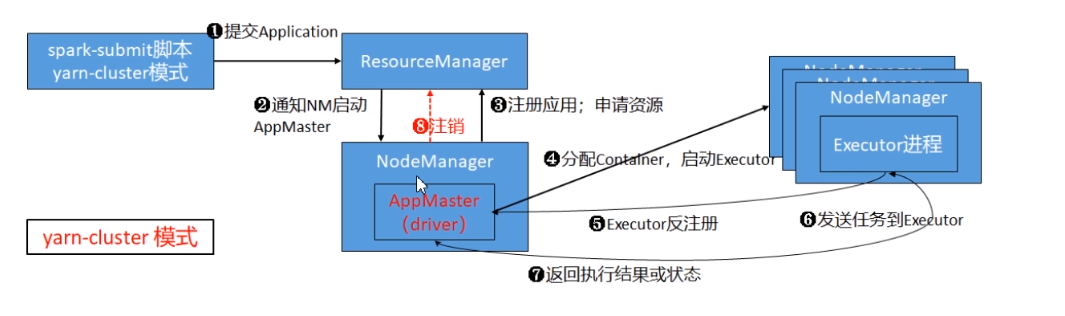 ❶提交Application
spark-submit脚本
yarn-cluster模式
ResourceManager
❷通知NM启动
AppMaster
❽注销
❸注册应用；申请资源
NodeManager
NodeManager
NodeManager
Executor进程
NodeManager
AppMaster
（driver）
❹分配Container，启动Executor
❺Executor反注册
❻发送任务到Executor
❼返回执行结果或状态
yarn-cluster 模式